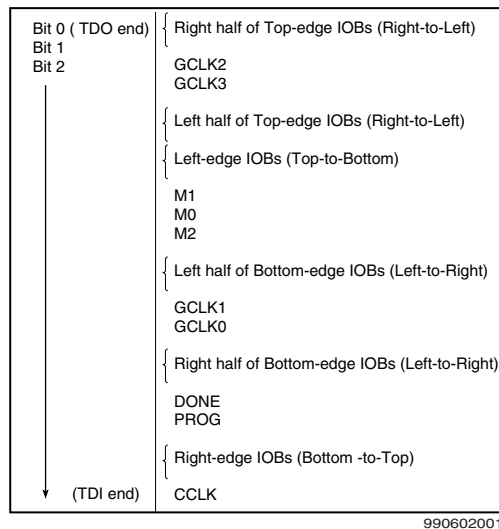 Bit 0 ( TDO end)
Bit 1
Bit 2
Right half of Top-edge IOBs (Right-to-Left)
GCLK2
GCLK3
Left half of Top-edge IOBs (Right-to-Left)
Left-edge IOBs (Top-to-Bottom)
M1
M0
M2
Left half of Bottom-edge IOBs (Left-to-Right)
GCLK1
GCLK0
Right half of Bottom-edge IOBs (Left-to-Right)
DONE
PROG
Right-edge IOBs (Bottom -to-Top)
(TDI end)
CCLK
990602001